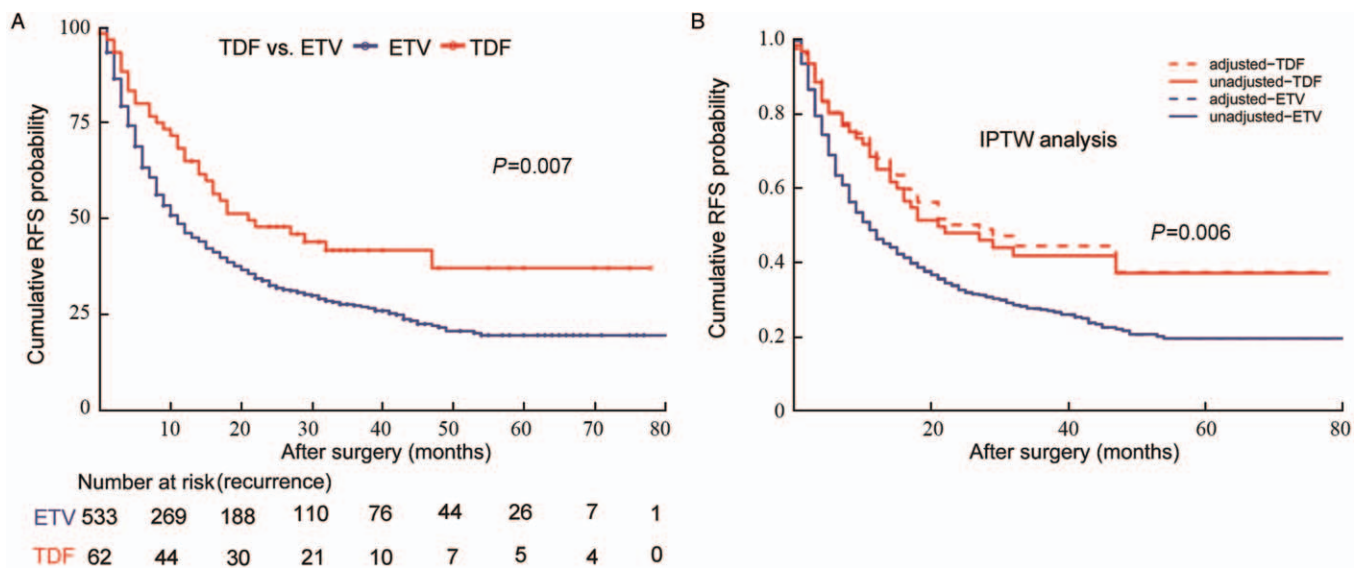 A
TDF vs. ETV ETV TDF
P=0.007
Cumulative RFS probability
100
75
50
25
0
10 20 30 40 50 60 70 80
After surgery (months)
Number at risk (recurrence)
ETV 533 269 188 110 76 44 26 7 1
TDF 62 44 30 21 10 7 5 4 0
B
adjusted-TDF
unadjusted-TDF
adjusted-ETV
unadjusted-ETV
IPTW analysis
P=0.006
Cumulative RFS probability
1.0
0.8
0.6
0.4
0.2
0
20 40 60 80
After surgery (months)